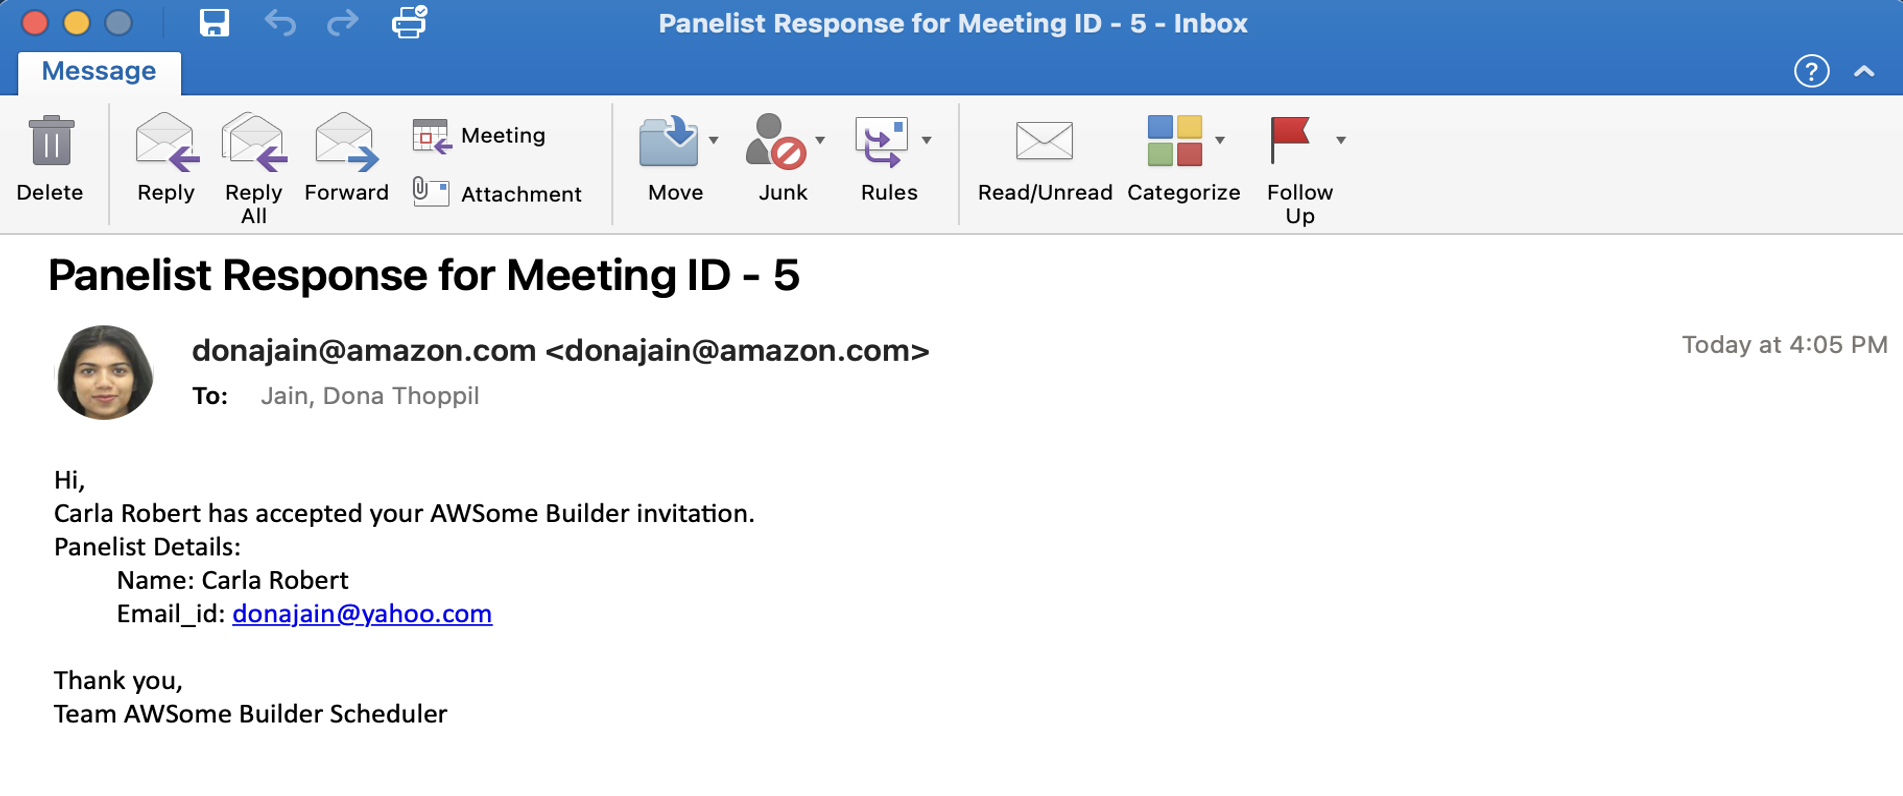 Panelist Response for Meeting ID - 5 - Inbox
Message
?
Delete
Reply
Reply All
Forward
Meeting
Attachment
Move
Junk
Rules
Read/Unread
Categorize
Follow Up
Panelist Response for Meeting ID - 5
donajain@amazon.com <donajain@amazon.com>
Today at 4:05 PM
To: Jain, Dona Thoppil
Hi,
Carla Robert has accepted your AWSome Builder invitation.
Panelist Details:
Name: Carla Robert
Email_id: donajain@yahoo.com
Thank you,
Team AWSome Builder Scheduler